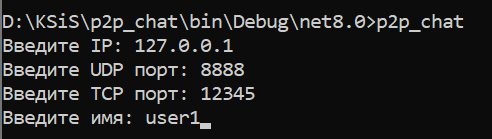 D:\KSiS\p2p_chat\bin\Debug\net8.0>p2p_chat
Введите IP: 127.0.0.1
Введите UDP порт: 8888
Введите TCP порт: 12345
Введите имя: user1